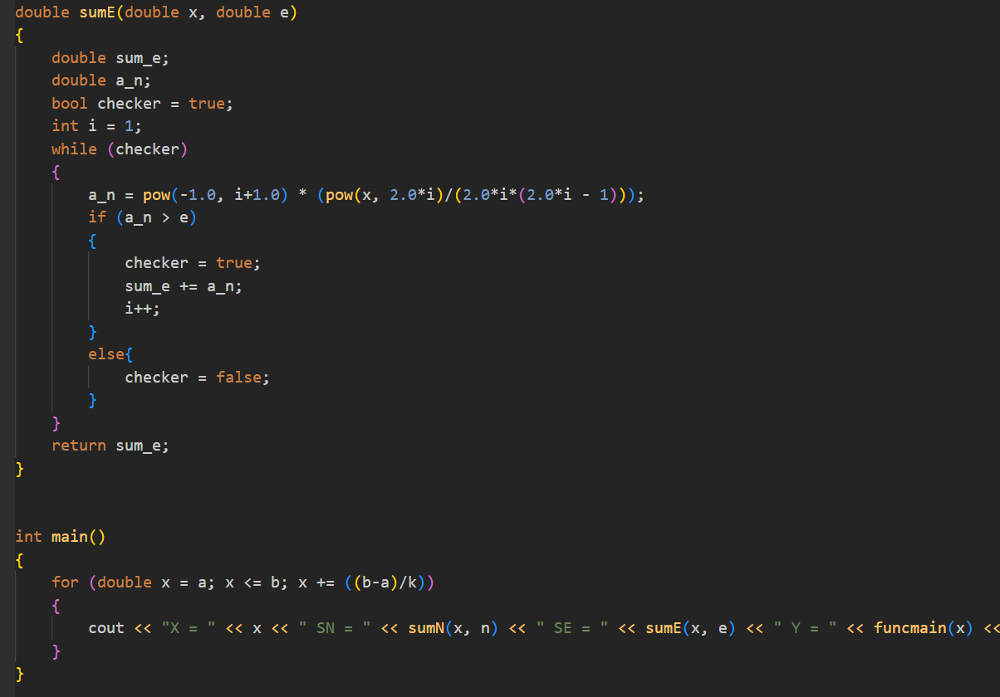 double sumE(double x, double e)
{
    double sum_e;
    double a_n;
    bool checker = true;
    int i = 1;
    while (checker)
    {
        a_n = pow(-1.0, i+1.0) * (pow(x, 2.0*i)/(2.0*i*(2.0*i - 1)));
        if (a_n > e)
        {
            checker = true;
            sum_e += a_n;
            i++;
        }
        else{
            checker = false;
        }
    }
    return sum_e;
}
int main()
{
    for (double x = a; x <= b; x += ((b-a)/k))
    {
        cout << "X = " << x << " SN = " << sumN(x, n) << " SE = " << sumE(x, e) << " Y = " << funcmain(x) <<
    }
}